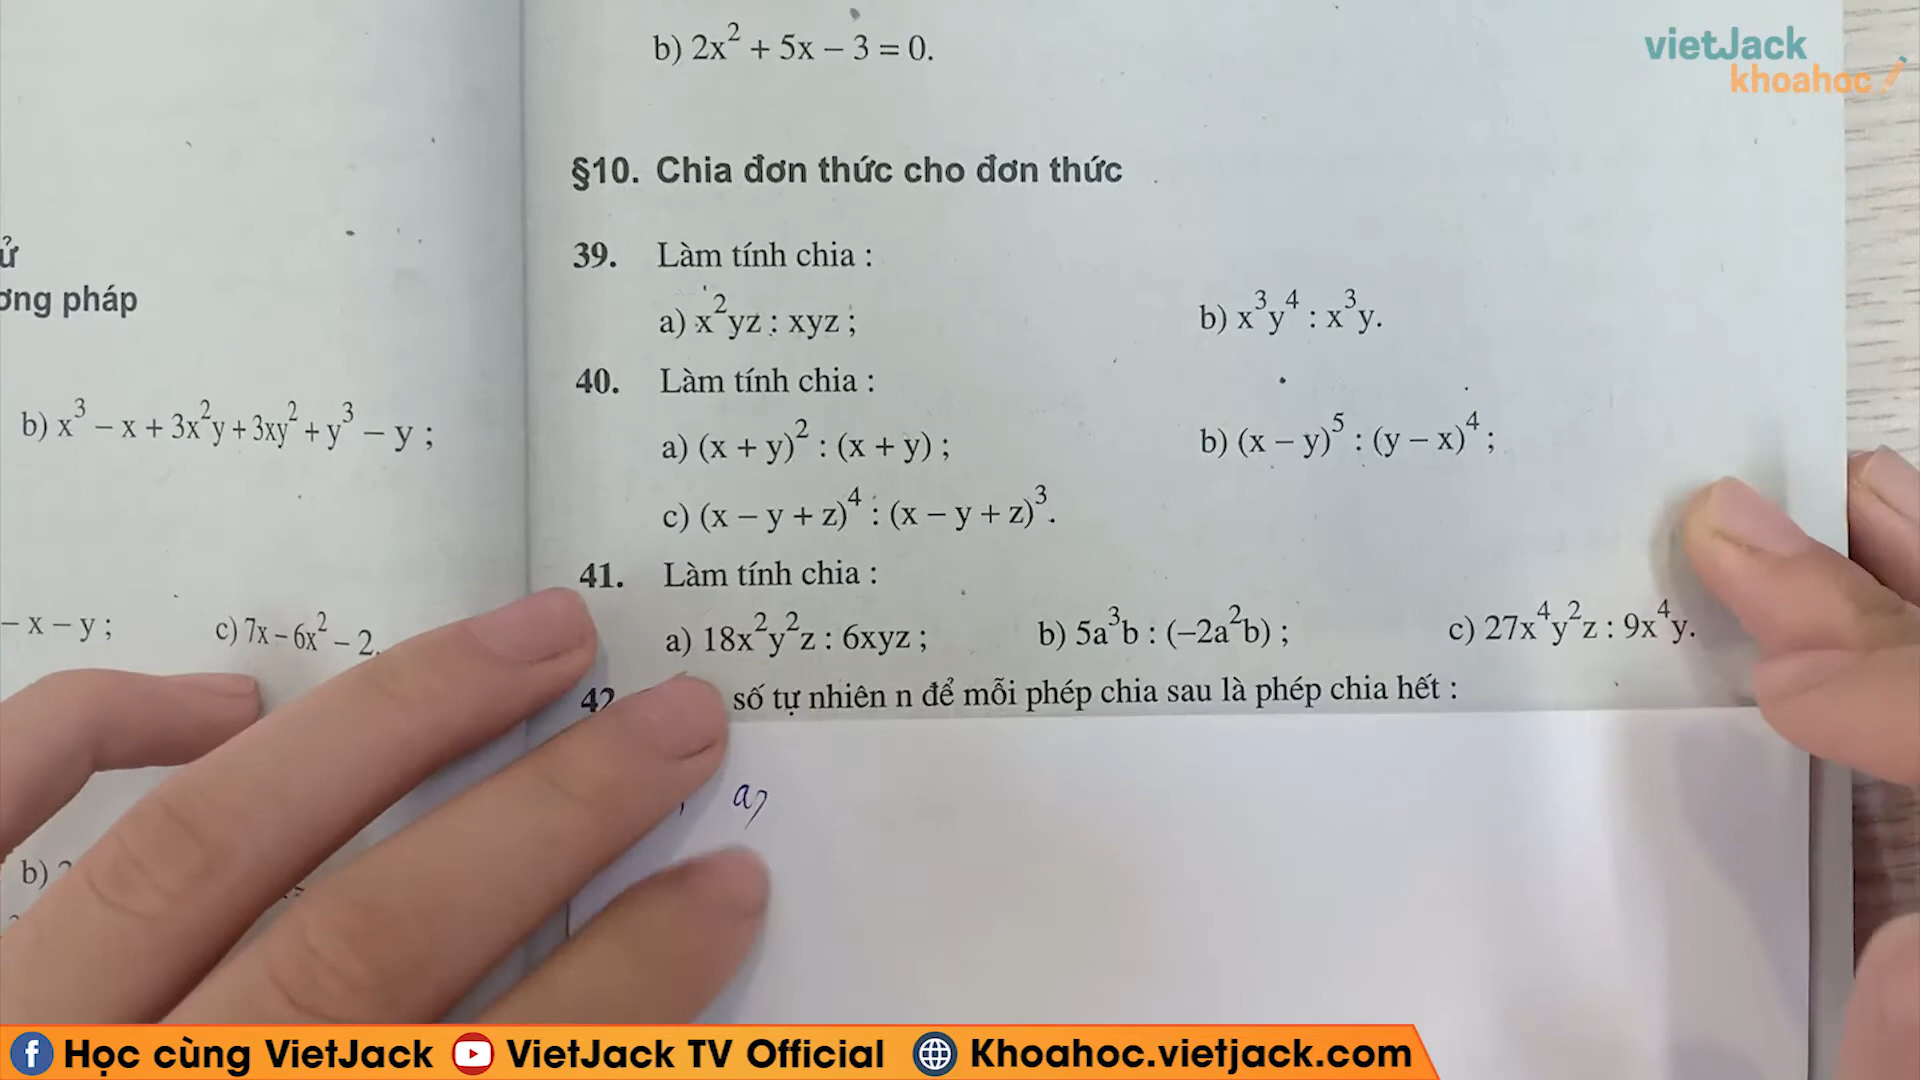 b) 2x² + 5x – 3 = 0.
vietJack
khoahoc
§10. Chia đơn thức cho đơn thức
39. Làm tính chia :
a) x²yz : xyz ;
b) x³y⁴ : x³y.
40. Làm tính chia :
a) (x + y)² : (x + y) ;
b) (x – y)⁵ : (y – x)⁴ ;
c) (x – y + z)⁴ : (x – y + z)³.
41. Làm tính chia :
a) 18x²y²z : 6xyz ;
b) 5a³b : (–2a²b) ;
c) 27x⁴y²z : 9x⁴y.
42 số tự nhiên n để mỗi phép chia sau là phép chia hết :
a)
ử
ơng pháp
b) x³ – x + 3x²y + 3xy² + y³ – y ;
– x – y ;
c) 7x – 6x² – 2.
b)
Học cùng VietJack VietJack TV Official Khoahoc.vietjack.com